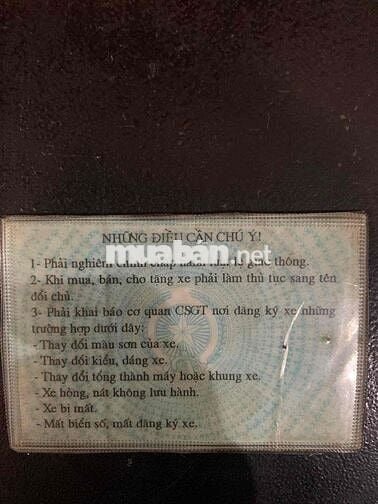 NHỮNG ĐIỀU CẦN CHÚ Ý!
muaban.net
1- Phải nghiêm chỉnh chấp hành giao thông.
2- Khi mua, bán, cho tặng xe phải làm thủ tục sang tên
đổi chủ.
3- Phải khai báo cơ quan CSGT nơi đăng ký xe những
trường hợp dưới đây:
- Thay đổi màu sơn của xe.
- Thay đổi kiểu, dáng xe.
- Thay đổi tổng thành máy hoặc khung xe.
- Xe hỏng, nát không lưu hành.
- Xe bị mất.
- Mất biển số, mất đăng ký xe.